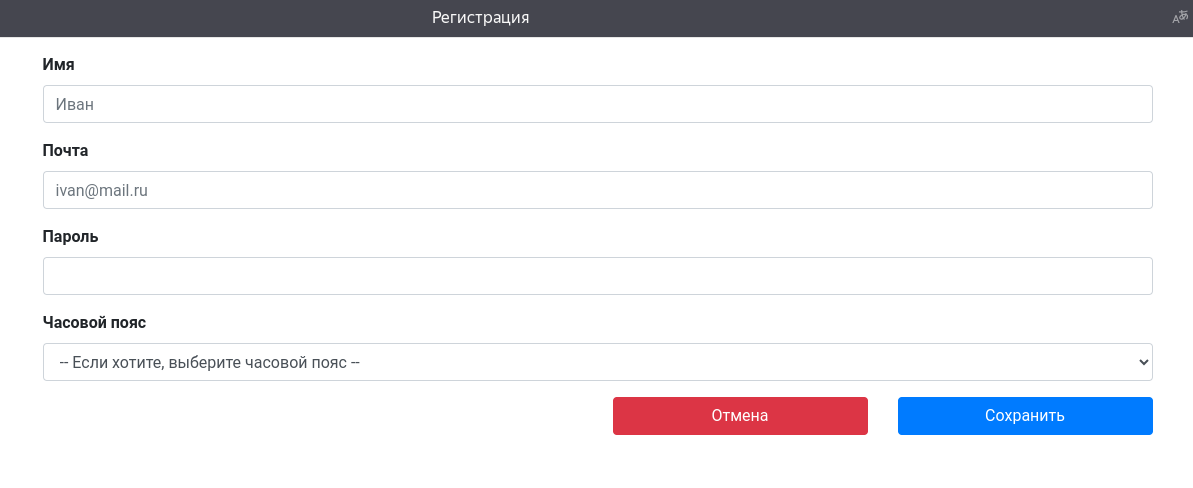 Регистрация
Имя
Иван
Почта
ivan@mail.ru
Пароль
Часовой пояс
-- Если хотите, выберите часовой пояс --
Отмена
Сохранить